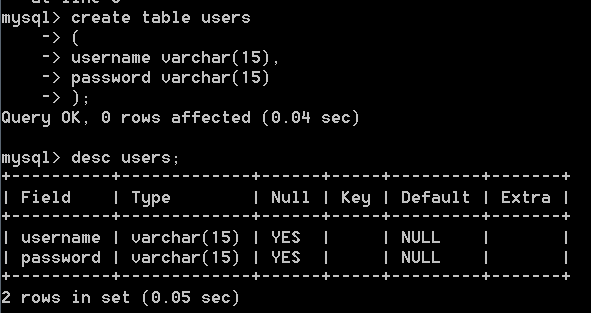 at line 6
mysql> create table users
    -> (
    -> username varchar(15),
    -> password varchar(15)
    -> );
Query OK, 0 rows affected (0.04 sec)
mysql> desc users;
+----------+-------------+------+-----+---------+-------+
| Field    | Type        | Null | Key | Default | Extra |
+----------+-------------+------+-----+---------+-------+
| username | varchar(15) | YES  |     | NULL    |       |
| password | varchar(15) | YES  |     | NULL    |       |
+----------+-------------+------+-----+---------+-------+
2 rows in set (0.05 sec)